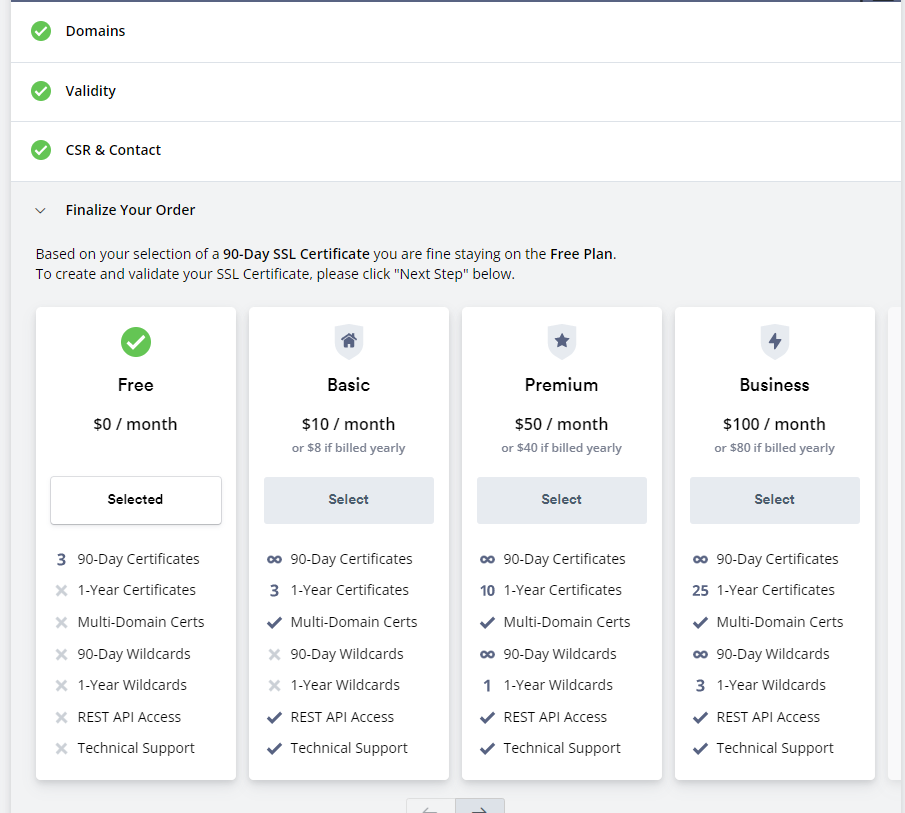 Domains
Validity
CSR & Contact
Finalize Your Order
Based on your selection of a 90-Day SSL Certificate you are fine staying on the Free Plan.
To create and validate your SSL Certificate, please click "Next Step" below.
Free
$0 / month
Selected
3 90-Day Certificates
1-Year Certificates
Multi-Domain Certs
90-Day Wildcards
1-Year Wildcards
REST API Access
Technical Support
Basic
$10 / month
or $8 if billed yearly
Select
∞ 90-Day Certificates
3 1-Year Certificates
Multi-Domain Certs
90-Day Wildcards
1-Year Wildcards
REST API Access
Technical Support
Premium
$50 / month
or $40 if billed yearly
Select
∞ 90-Day Certificates
10 1-Year Certificates
Multi-Domain Certs
∞ 90-Day Wildcards
1 1-Year Wildcards
REST API Access
Technical Support
Business
$100 / month
or $80 if billed yearly
Select
∞ 90-Day Certificates
25 1-Year Certificates
Multi-Domain Certs
∞ 90-Day Wildcards
3 1-Year Wildcards
REST API Access
Technical Support